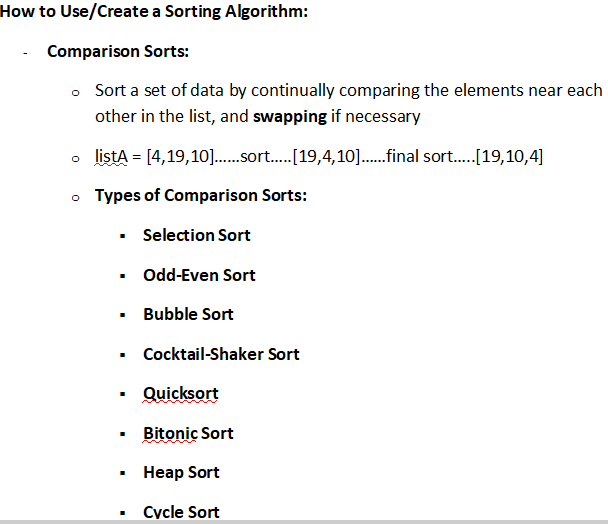 How to Use/Create a Sorting Algorithm:
- Comparison Sorts:
o Sort a set of data by continually comparing the elements near each
other in the list, and swapping if necessary
o listA = [4,19,10]......sort.....[19,4,10]......final sort.....[19,10,4]
o Types of Comparison Sorts:
▪ Selection Sort
▪ Odd-Even Sort
▪ Bubble Sort
▪ Cocktail-Shaker Sort
▪ Quicksort
▪ Bitonic Sort
▪ Heap Sort
▪ Cycle Sort